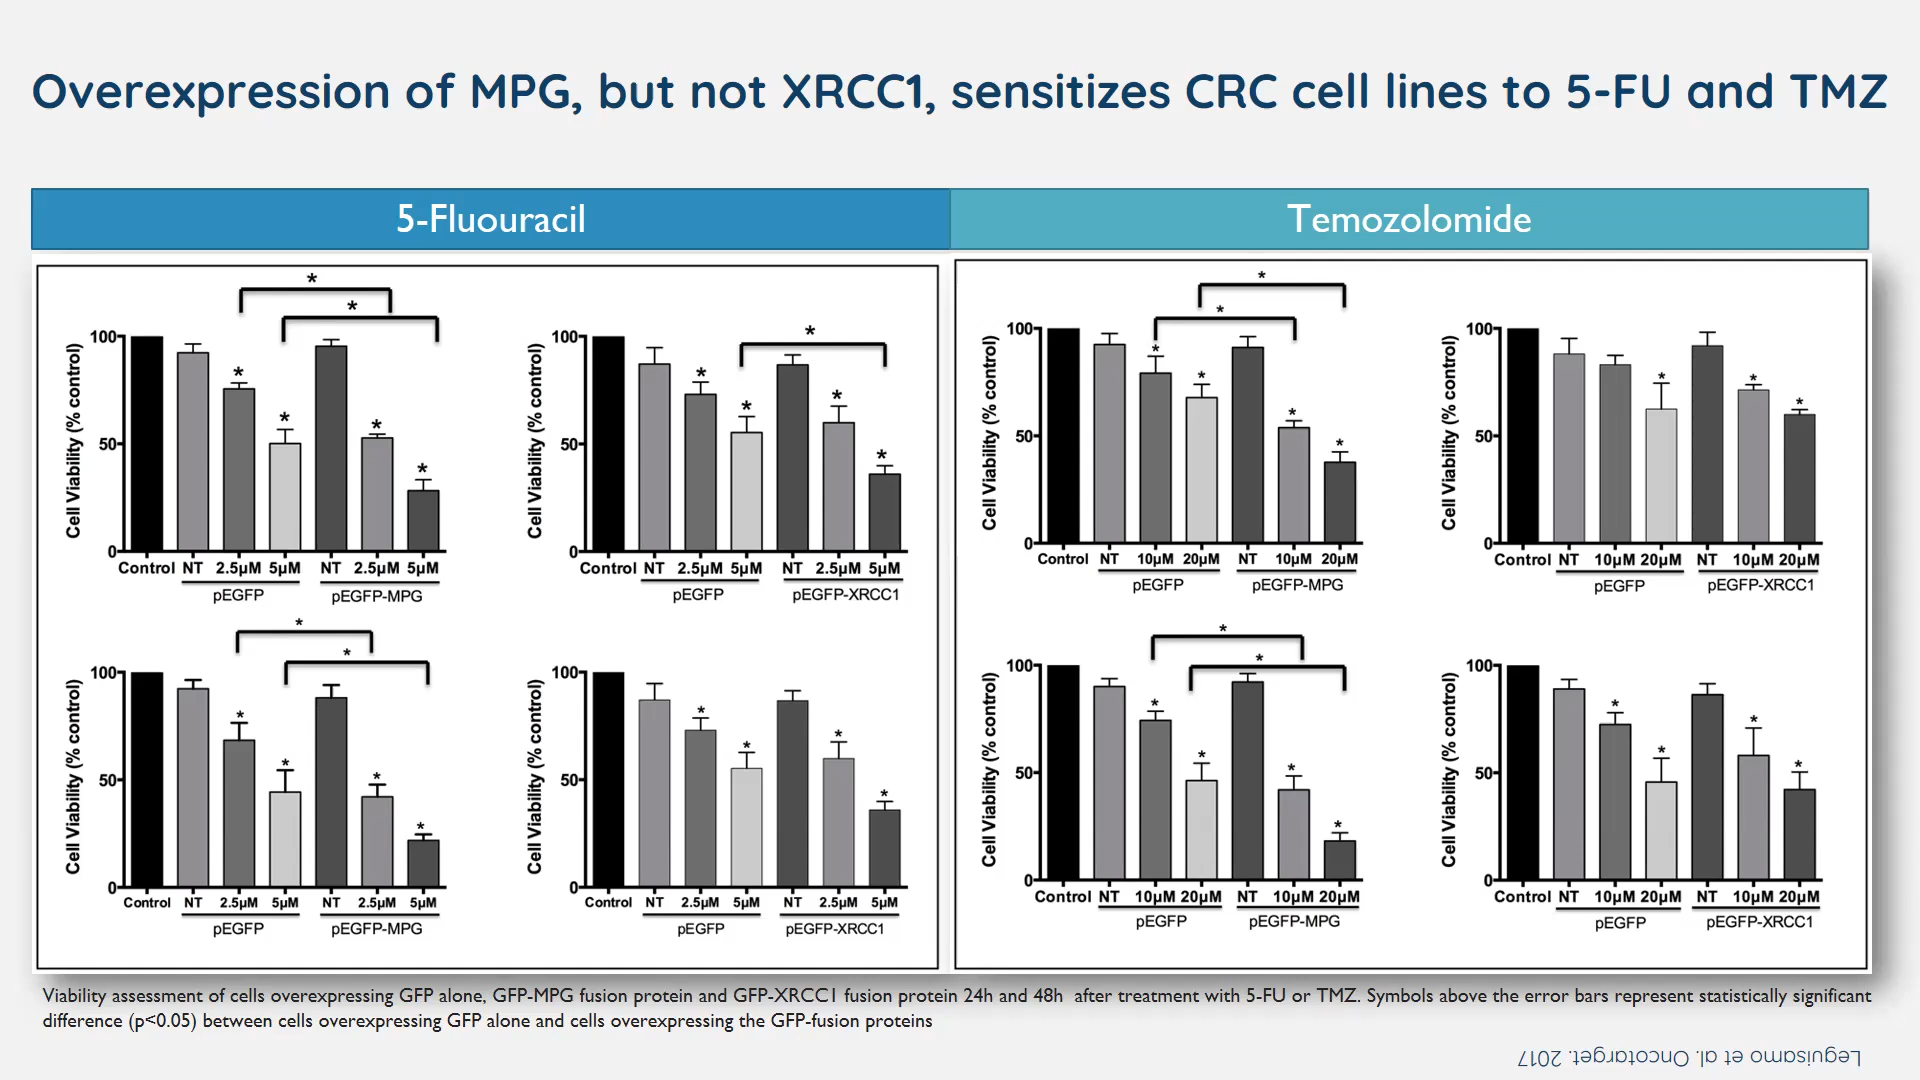 Overexpression of MPG, but not XRCC1, sensitizes CRC cell lines to 5-FU and TMZ
5-Fluouracil
Temozolomide
*
*
100
50
0
Cell Viability (% control)
*
*
*
*
Control NT 2.5µM 5µM NT 2.5µM 5µM
pEGFP pEGFP-MPG
*
100
50
0
Cell Viability (% control)
*
*
*
*
Control NT 2.5µM 5µM NT 2.5µM 5µM
pEGFP pEGFP-XRCC1
*
*
100
50
0
Cell Viability (% control)
*
*
*
*
Control NT 10µM 20µM NT 10µM 20µM
pEGFP pEGFP-MPG
100
50
0
Cell Viability (% control)
*
*
*
Control NT 10µM 20µM NT 10µM 20µM
pEGFP pEGFP-XRCC1
*
*
100
50
0
Cell Viability (% control)
*
*
*
*
Control NT 2.5µM 5µM NT 2.5µM 5µM
pEGFP pEGFP-MPG
100
50
0
Cell Viability (% control)
*
*
*
*
Control NT 2.5µM 5µM NT 2.5µM 5µM
pEGFP pEGFP-XRCC1
*
*
100
50
0
Cell Viability (% control)
*
*
*
*
Control NT 10µM 20µM NT 10µM 20µM
pEGFP pEGFP-MPG
100
50
0
Cell Viability (% control)
*
*
*
*
Control NT 10µM 20µM NT 10µM 20µM
pEGFP pEGFP-XRCC1
Viability assessment of cells overexpressing GFP alone, GFP-MPG fusion protein and GFP-XRCC1 fusion protein 24h and 48h after treatment with 5-FU or TMZ. Symbols above the error bars represent statistically significant
difference (p<0.05) between cells overexpressing GFP alone and cells overexpressing the GFP-fusion proteins
Leguisamo et al. Oncotarget. 2017